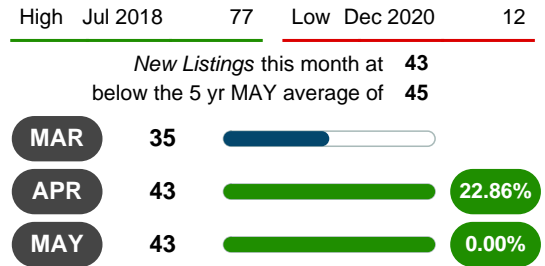 High Jul 2018 77 Low Dec 2020 12
New Listings this month at 43
below the 5 yr MAY average of 45
MAR 35
APR 43 22.86%
MAY 43 0.00%